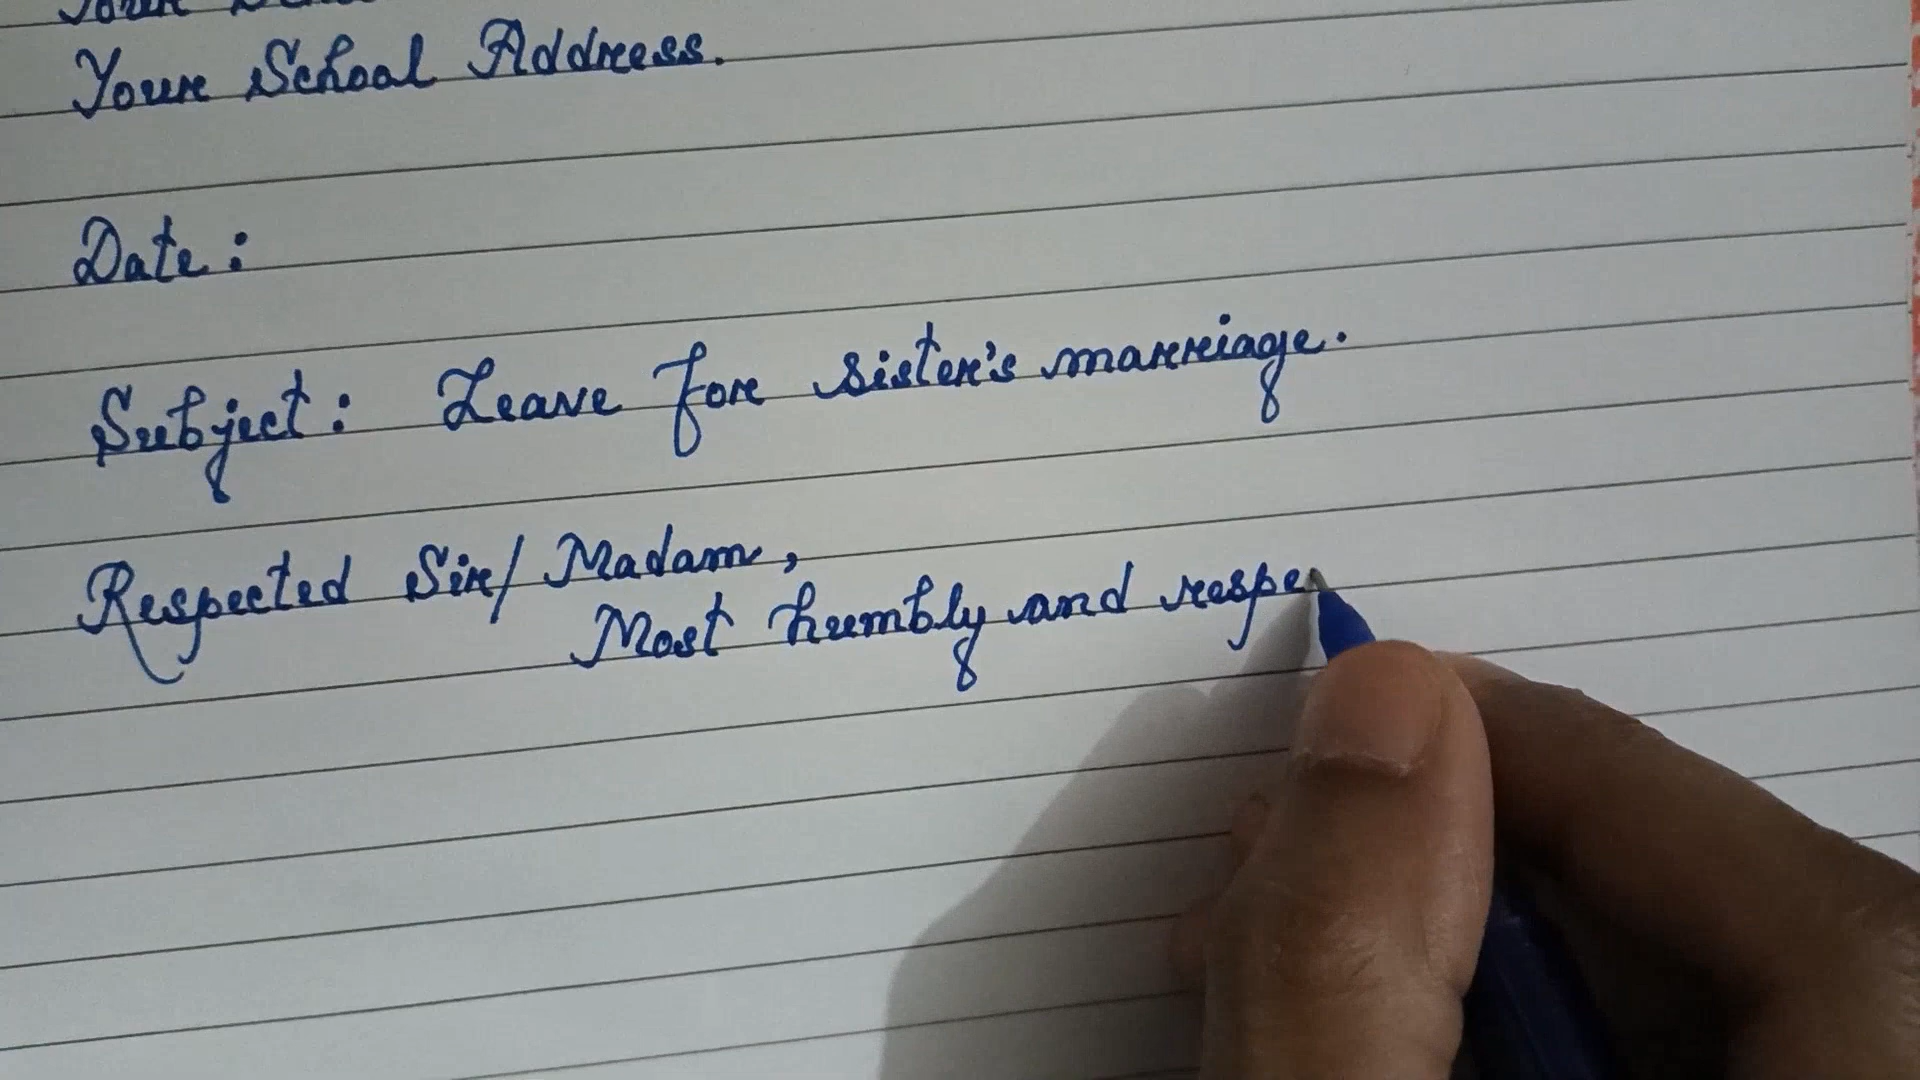 Your School Address.
Date:
Subject: Leave for sister's marriage.
Respected Sir/ Madam,
Most humbly and respe